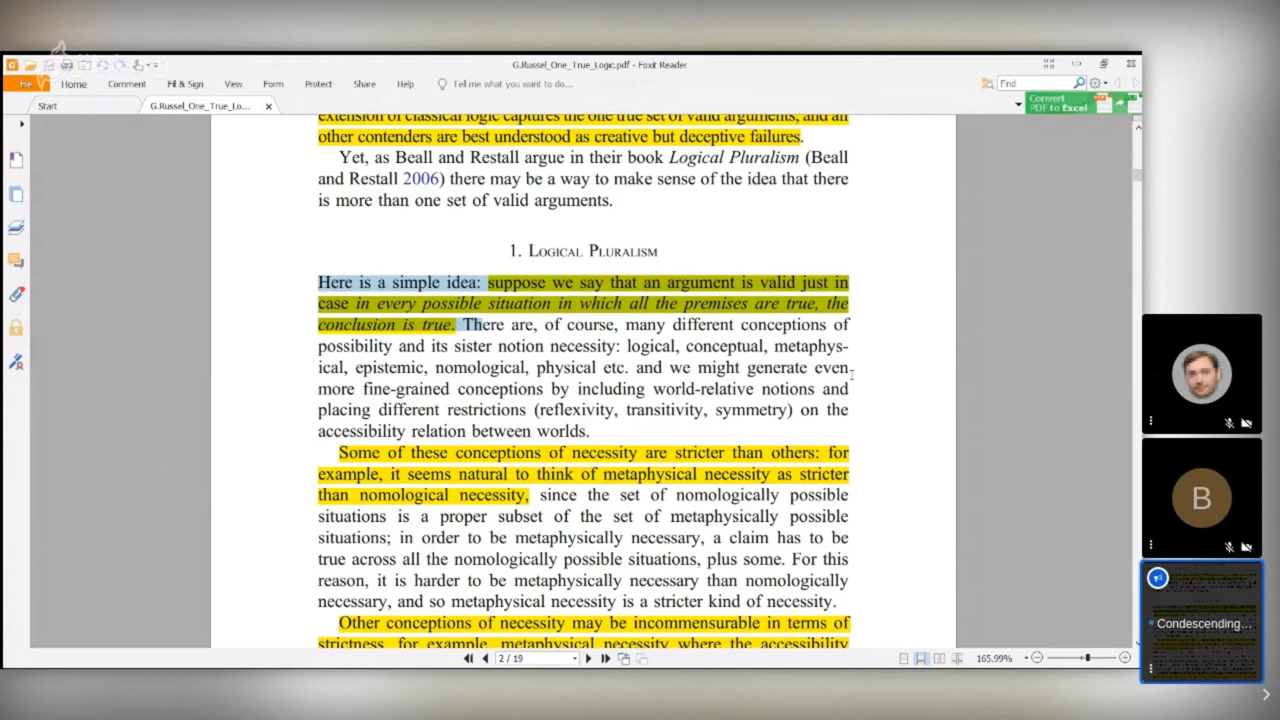 G.Russel_One_True_Logic.pdf - Foxit Reader
File
Home
Comment
Fill & Sign
View
Form
Protect
Share
Help
Tell me what you want to do...
Find
Start
G.Russel_One_True_Lo...
Convert
PDF to Excel
extension of classical logic captures the one true set of valid arguments, and all
other contenders are best understood as creative but deceptive failures.
Yet, as Beall and Restall argue in their book Logical Pluralism (Beall
and Restall 2006) there may be a way to make sense of the idea that there
is more than one set of valid arguments.
1. Logical Pluralism
Here is a simple idea: suppose we say that an argument is valid just in
case in every possible situation in which all the premises are true, the
conclusion is true. There are, of course, many different conceptions of
possibility and its sister notion necessity: logical, conceptual, metaphys-
ical, epistemic, nomological, physical etc. and we might generate even
more fine-grained conceptions by including world-relative notions and
placing different restrictions (reflexivity, transitivity, symmetry) on the
accessibility relation between worlds.
Some of these conceptions of necessity are stricter than others: for
example, it seems natural to think of metaphysical necessity as stricter
than nomological necessity, since the set of nomologically possible
situations is a proper subset of the set of metaphysically possible
situations; in order to be metaphysically necessary, a claim has to be
true across all the nomologically possible situations, plus some. For this
reason, it is harder to be metaphysically necessary than nomologically
necessary, and so metaphysical necessity is a stricter kind of necessity.
Other conceptions of necessity may be incommensurable in terms of
strictness, for example, metaphysical necessity where the accessibility
2 / 19
165.99%
B
Condescending...